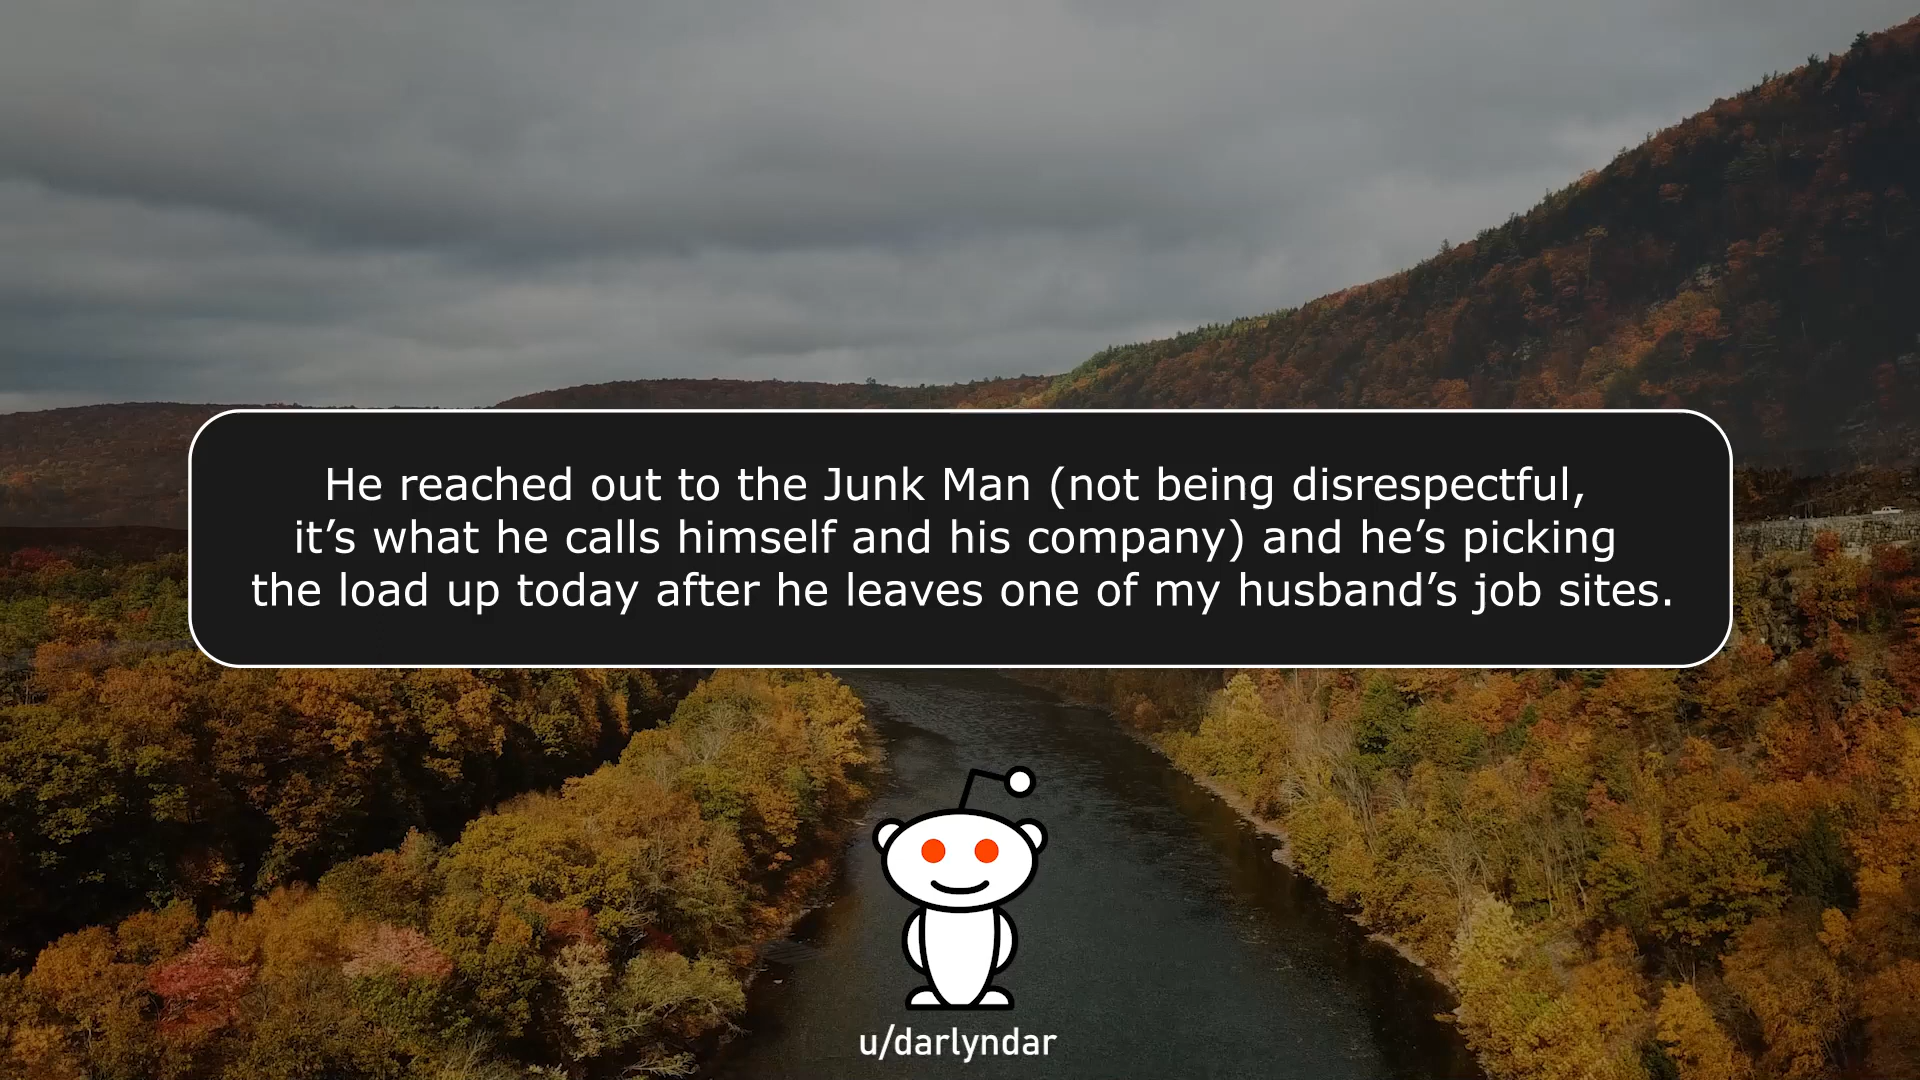 He reached out to the Junk Man (not being disrespectful,
it’s what he calls himself and his company) and he’s picking
the load up today after he leaves one of my husband’s job sites.
u/darlyndar